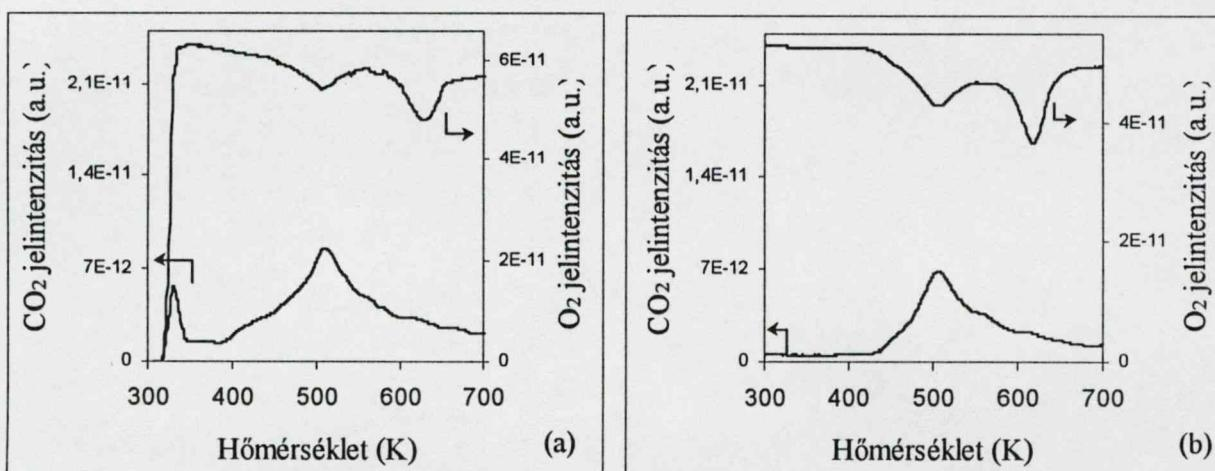 CO2 jelintenzitás (a.u.)
2,1E-11
1,4E-11
7E-12
0
6E-11
4E-11
2E-11
0
O2 jelintenzitás (a.u.)
300 400 500 600 700
Hőmérséklet (K)
(a)
CO2 jelintenzitás (a.u.)
2,1E-11
1,4E-11
7E-12
0
4E-11
2E-11
0
O2 jelintenzitás (a.u.)
300 400 500 600 700
Hőmérséklet (K)
(b)